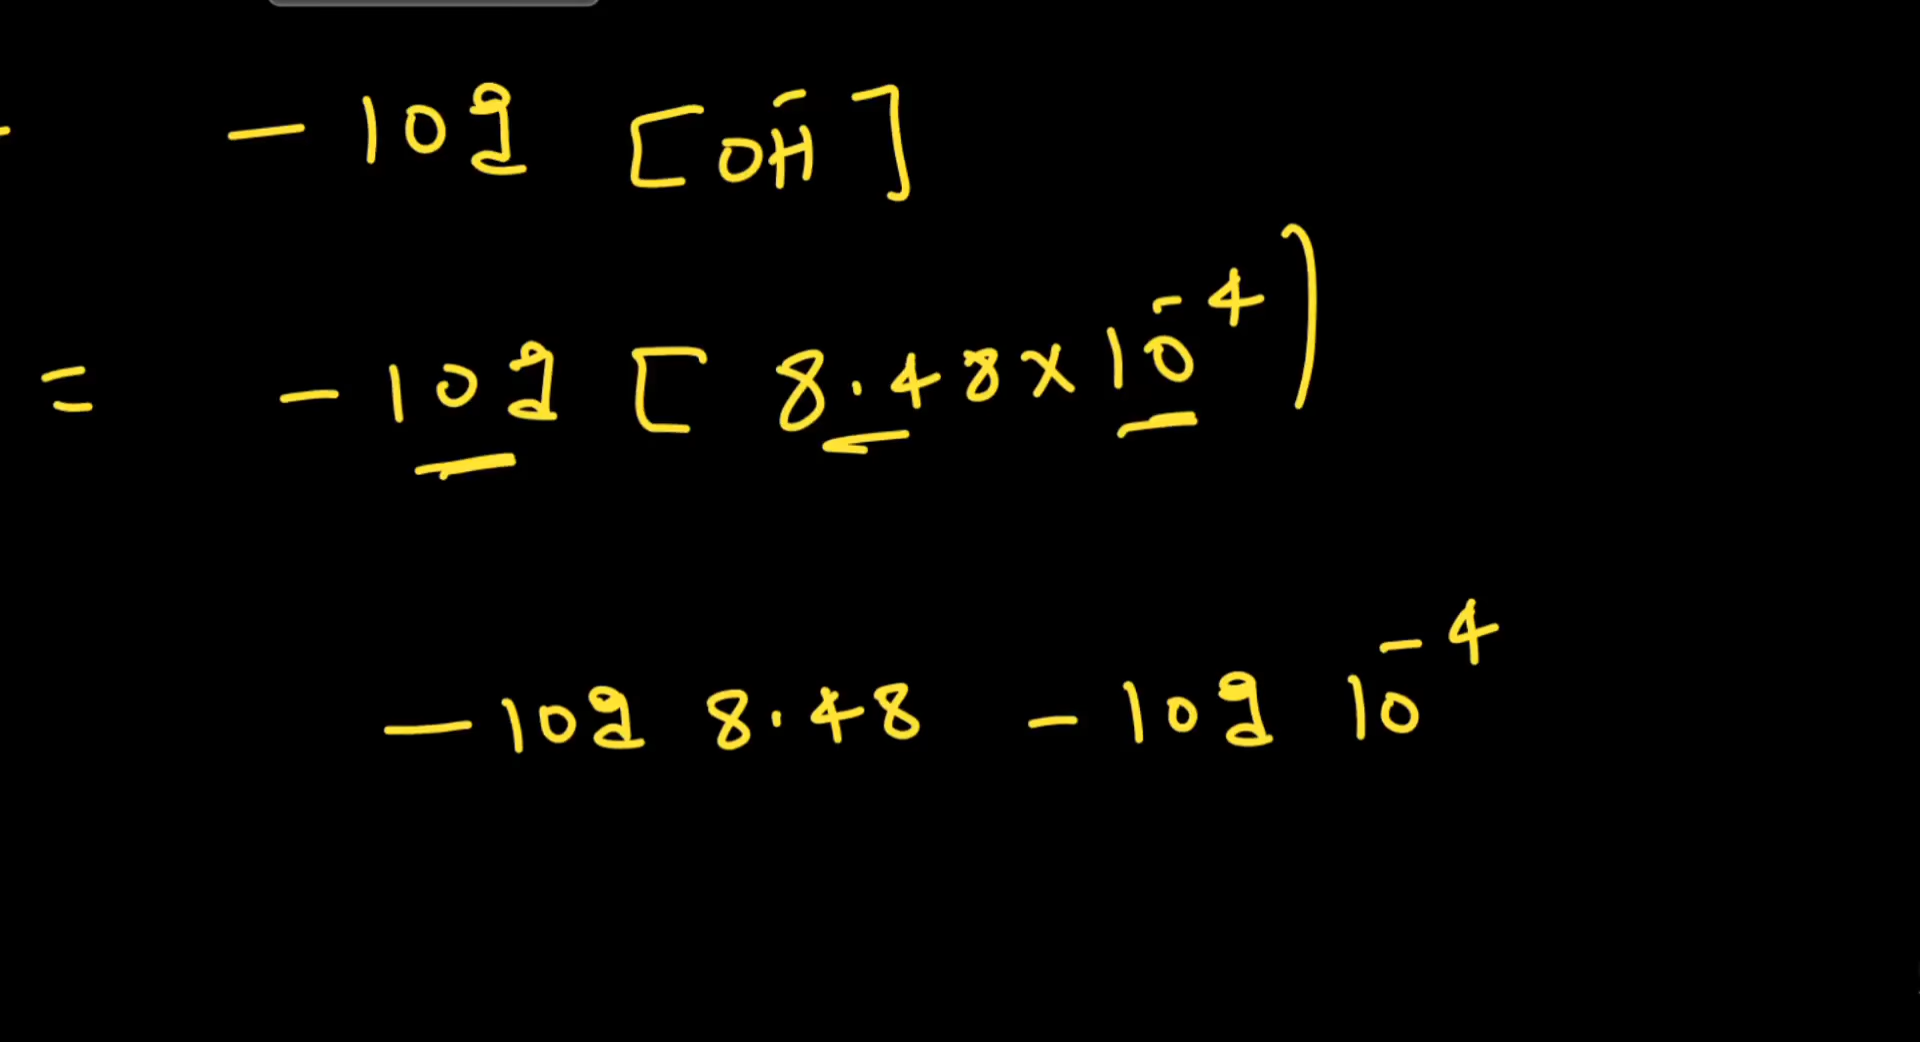 - log [OH⁻]
= - log [8.48 x 10⁻⁴)
- log 8.48 - log 10⁻⁴